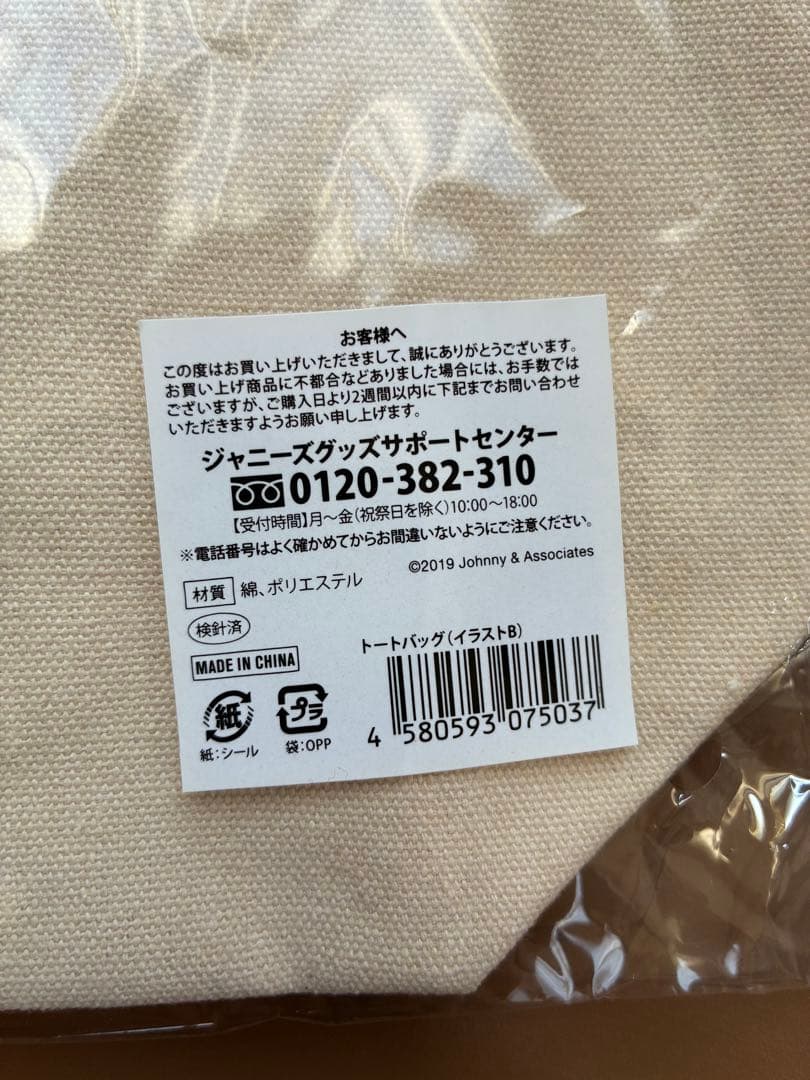 お客様へ
この度はお買い上げいただきまして、誠にありがとうございます。
お買い上げ商品に不都合などありました場合には、お手数では
ございますが、ご購入日より2週間以内に下記までお問い合わせ
いただきますようお願い申し上げます。
ジャニーズグッズサポートセンター
0120-382-310
【受付時間】月～金(祝祭日を除く)10:00～18:00
※電話番号はよく確かめてからお間違いないようにご注意ください。
©2019 Johnny & Associates
材質 綿、ポリエステル
検針済
MADE IN CHINA
トートバッグ(イラストB)
紙 プラ
紙:シール 袋:OPP
4 580593 075037